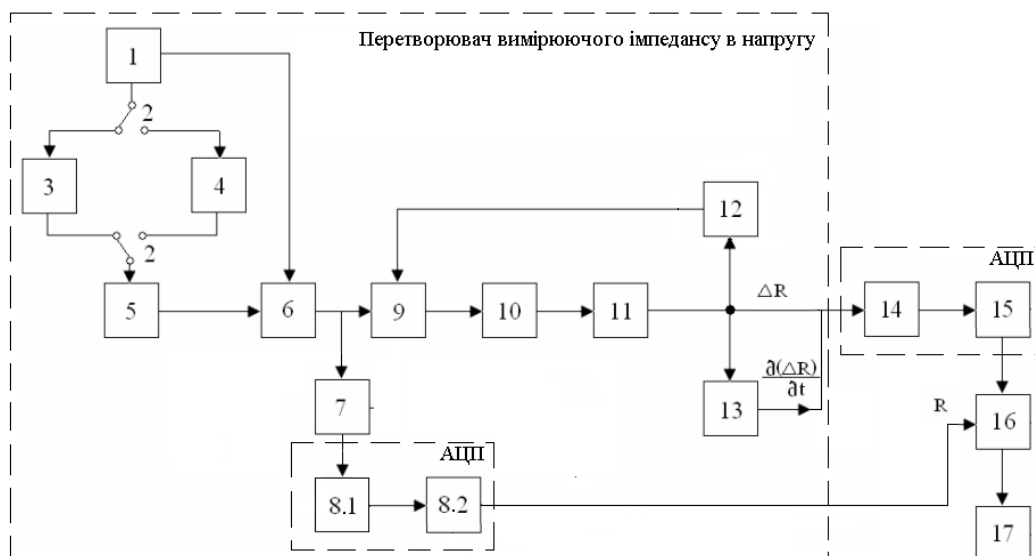 Перетворювач вимірюючого імпедансу в напругу
1
2
3
4
2
12
АЦП
5
6
9
10
11
△R
14
15
∂(△R)
∂t
7
13
R
16
АЦП
8.1
8.2
17